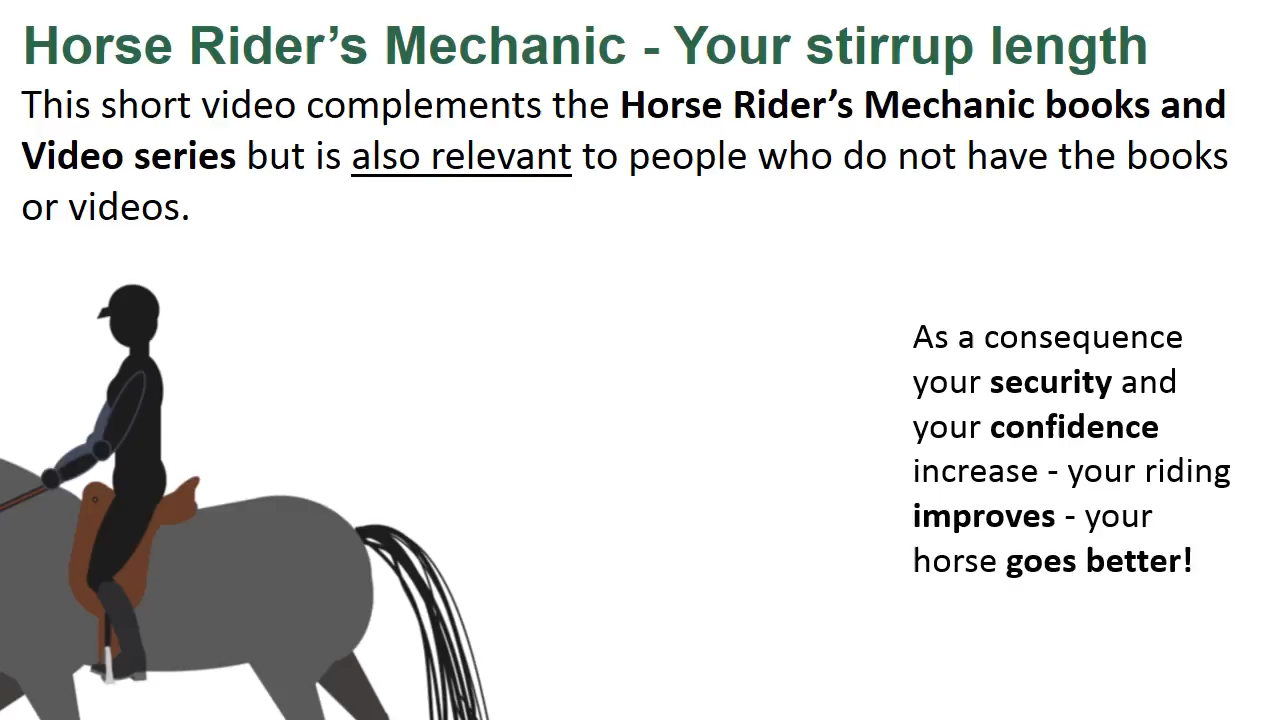 Horse Rider’s Mechanic - Your stirrup length
This short video complements the Horse Rider’s Mechanic books and
Video series but is also relevant to people who do not have the books
or videos.
As a consequence
your security and
your confidence
increase - your riding
improves - your
horse goes better!